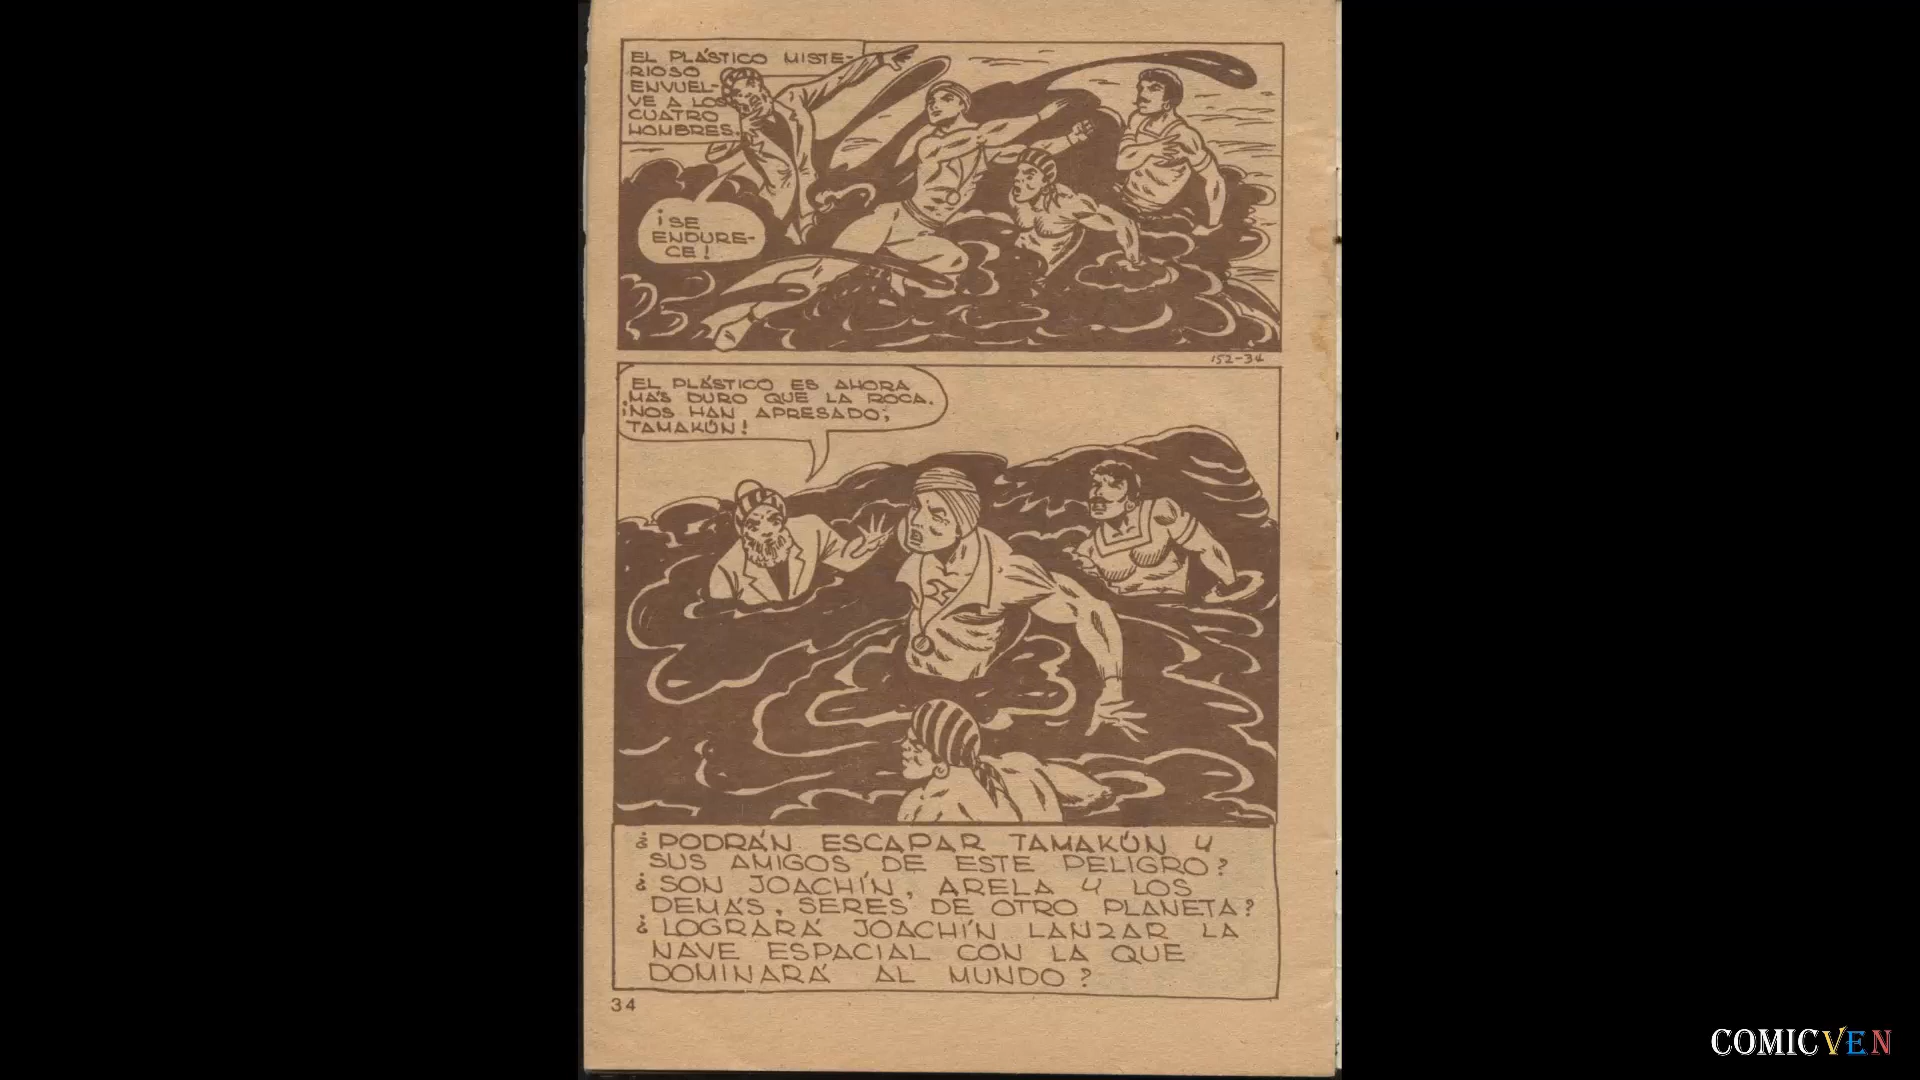 EL PLÁSTICO MISTE-
RIOSO
ENVUEL-
VE A LOS
CUATRO
HOMBRES.
¡SE
ENDURE-
CE!
152-34
EL PLÁSTICO ES AHORA
MÁS DURO QUE LA ROCA.
¡NOS HAN APRESADO,
TAMAKÚN!
¿PODRÁN ESCAPAR TAMAKÚN Y
SUS AMIGOS DE ESTE PELIGRO?
¿SON JOACHÍN, ARELA Y LOS
DEMÁS, SERES DE OTRO PLANETA?
¿LOGRARÁ JOACHÍN LANZAR LA
NAVE ESPACIAL CON LA QUE
DOMINARÁ AL MUNDO?
34
COMICVEN